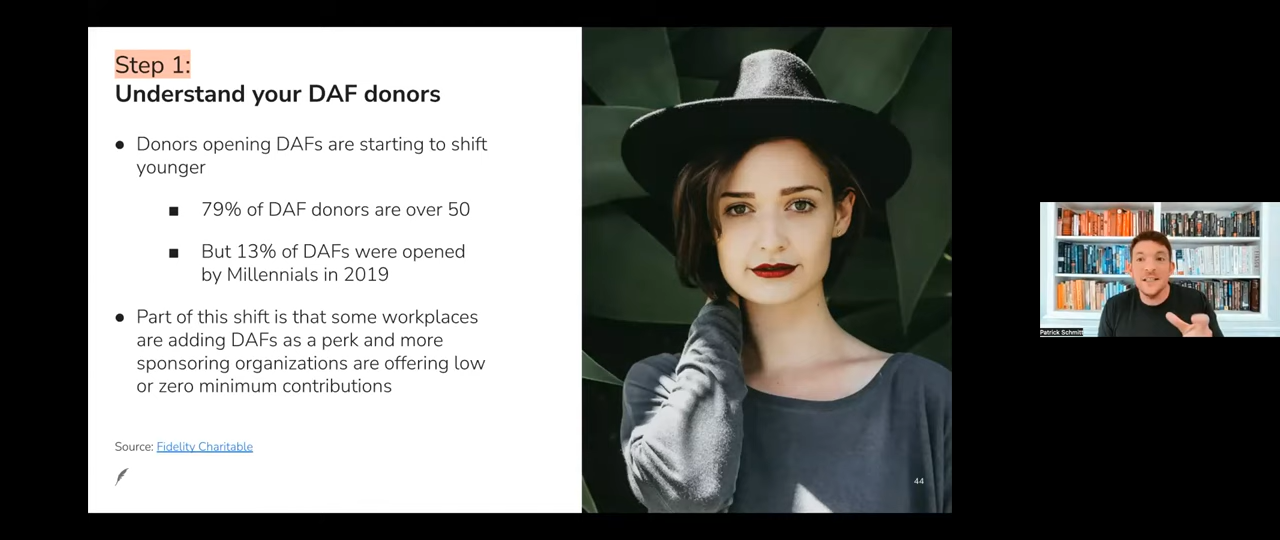 Step 1:
Understand your DAF donors
● Donors opening DAFs are starting to shift
younger
■ 79% of DAF donors are over 50
■ But 13% of DAFs were opened
by Millennials in 2019
● Part of this shift is that some workplaces
are adding DAFs as a perk and more
sponsoring organizations are offering low
or zero minimum contributions
Source: Fidelity Charitable
44
Patrick Schmitt